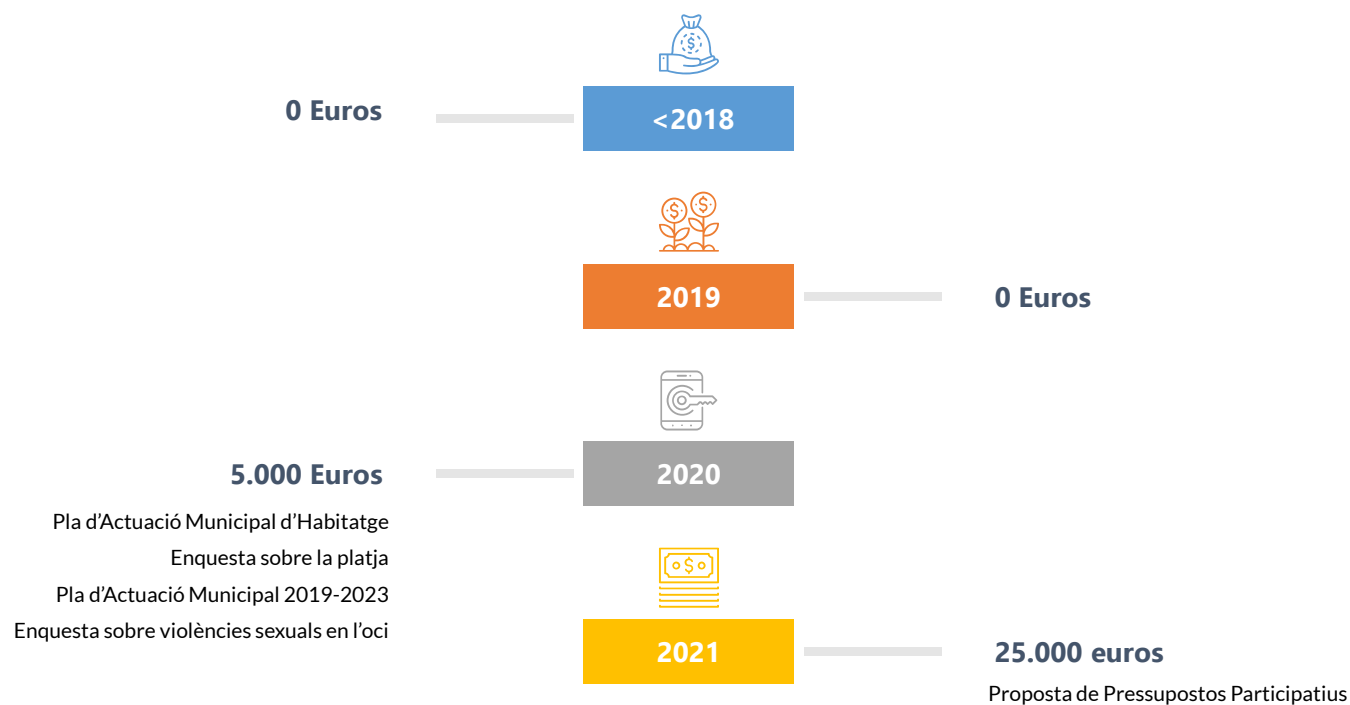 0 Euros
<2018
2019
0 Euros
5.000 Euros
2020
Pla d’Actuació Municipal d’Habitatge
Enquesta sobre la platja
Pla d’Actuació Municipal 2019-2023
Enquesta sobre violències sexuals en l’oci
2021
25.000 euros
Proposta de Pressupostos Participatius